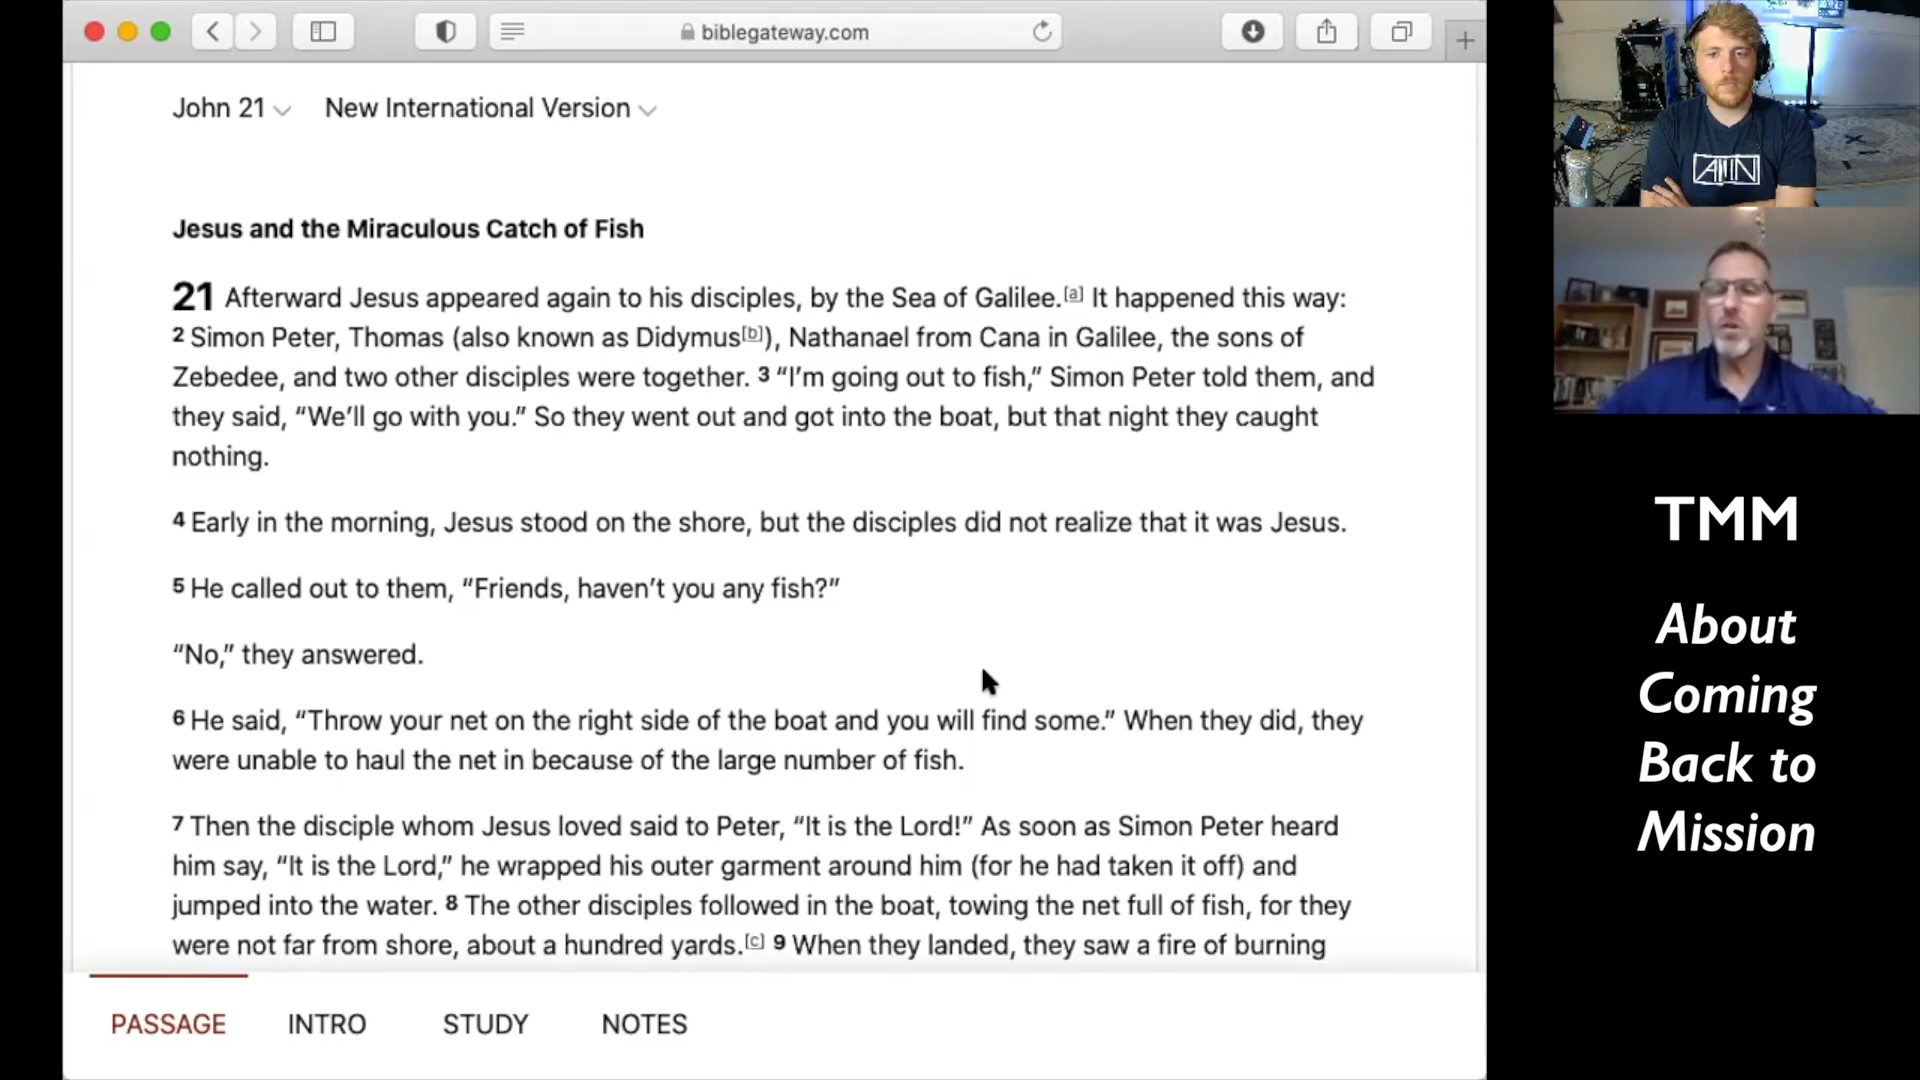 biblegateway.com
John 21 New International Version
Jesus and the Miraculous Catch of Fish
21 Afterward Jesus appeared again to his disciples, by the Sea of Galilee.[a] It happened this way:
2 Simon Peter, Thomas (also known as Didymus[b]), Nathanael from Cana in Galilee, the sons of
Zebedee, and two other disciples were together. 3 “I’m going out to fish,” Simon Peter told them, and
they said, “We’ll go with you.” So they went out and got into the boat, but that night they caught
nothing.
4 Early in the morning, Jesus stood on the shore, but the disciples did not realize that it was Jesus.
5 He called out to them, “Friends, haven’t you any fish?”
“No,” they answered.
6 He said, “Throw your net on the right side of the boat and you will find some.” When they did, they
were unable to haul the net in because of the large number of fish.
7 Then the disciple whom Jesus loved said to Peter, “It is the Lord!” As soon as Simon Peter heard
him say, “It is the Lord,” he wrapped his outer garment around him (for he had taken it off) and
jumped into the water. 8 The other disciples followed in the boat, towing the net full of fish, for they
were not far from shore, about a hundred yards.[c] 9 When they landed, they saw a fire of burning
PASSAGE INTRO STUDY NOTES
TMM
About
Coming
Back to
Mission